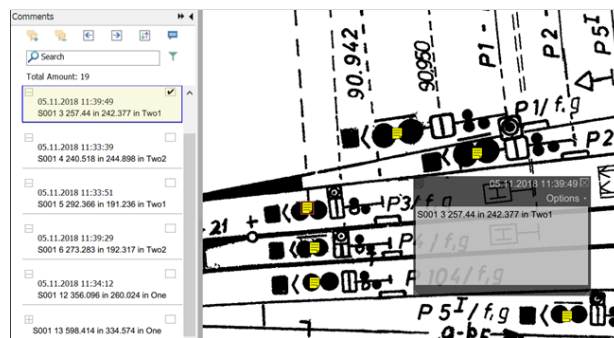 Comments
Search
Total Amount: 19
05.11.2018 11:39:49
S001 3 257.44 in 242.377 in Two1
05.11.2018 11:33:39
S001 4 240.518 in 244.898 in Two2
05.11.2018 11:33:51
S001 5 292.366 in 191.236 in Two1
05.11.2018 11:39:29
S001 6 273.283 in 192.317 in Two2
05.11.2018 11:34:12
S001 12 356.096 in 260.024 in One
S001 13 598.414 in 334.574 in One
90.942
90.950
P1-
P2-
P5I
P1/f,g
P2
05.11.2018 11:39:49
Options
S001 3 257.44 in 242.377 in Two1
P3/f,g
21 +
/f,g
P104/f,g
P5I/f,g
a-br